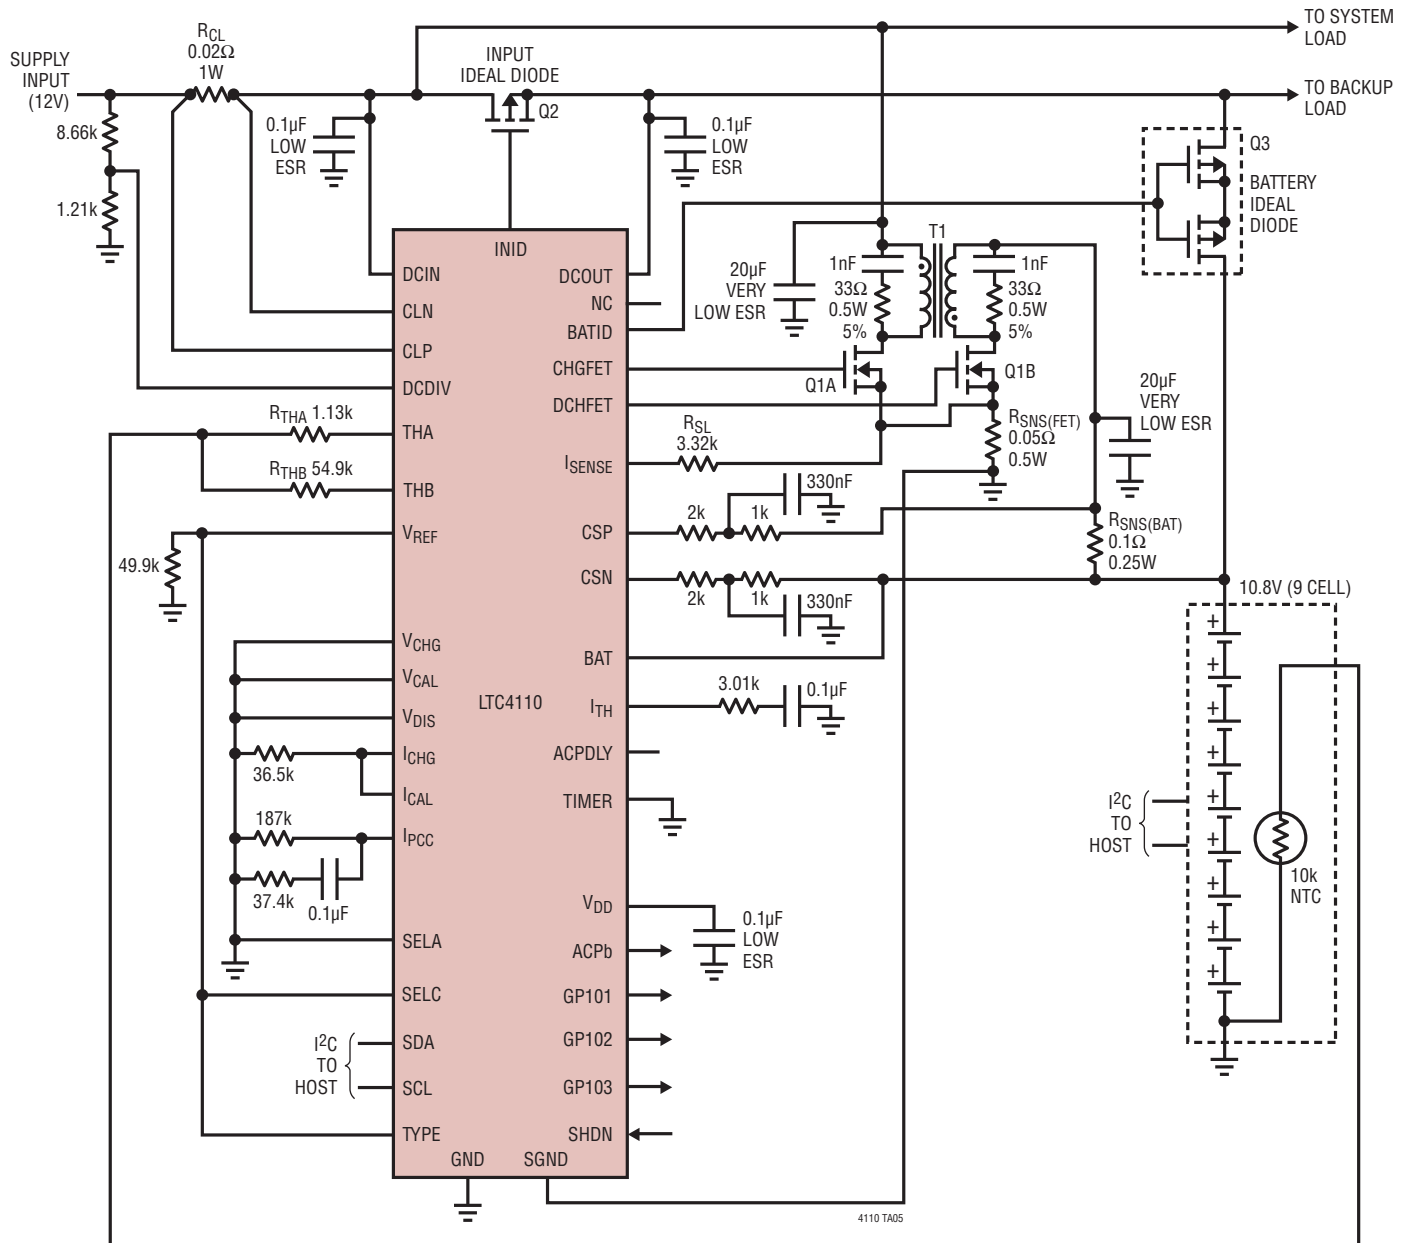 TO SYSTEM
LOAD
RCL
0.02Ω
1W
SUPPLY
INPUT
(12V)
INPUT
IDEAL DIODE
Q2
TO BACKUP
LOAD
8.66k
0.1µF
LOW
ESR
0.1µF
LOW
ESR
Q3
BATTERY
IDEAL
DIODE
1.21k
INID
DCIN
CLN
CLP
DCDIV
DCOUT
NC
BATID
CHGFET
DCHFET
20µF
VERY
LOW ESR
1nF
33Ω
0.5W
5%
T1
1nF
33Ω
0.5W
5%
Q1A
Q1B
20µF
VERY
LOW ESR
RTHA 1.13k
THA
RTHB 54.9k
THB
ISENSE
RSL
3.32k
RSNS(FET)
0.05Ω
0.5W
330nF
VREF
49.9k
CSP
2k
1k
RSNS(BAT)
0.1Ω
0.25W
CSN
2k
1k
330nF
10.8V (9 CELL)
VCHG
VCAL
VDIS
BAT
LTC4110
ITH
3.01k
0.1µF
ICHG
36.5k
ICAL
ACPDLY
TIMER
187k
IPCC
37.4k
0.1µF
+
+
+
+
+
+
+
+
+
I2C
TO
HOST
10k
NTC
VDD
0.1µF
LOW
ESR
SELA
ACPb
SELC
GP101
I2C
TO
HOST
SDA
SCL
GP102
GP103
TYPE
SHDN
GND
SGND
4110 TA05